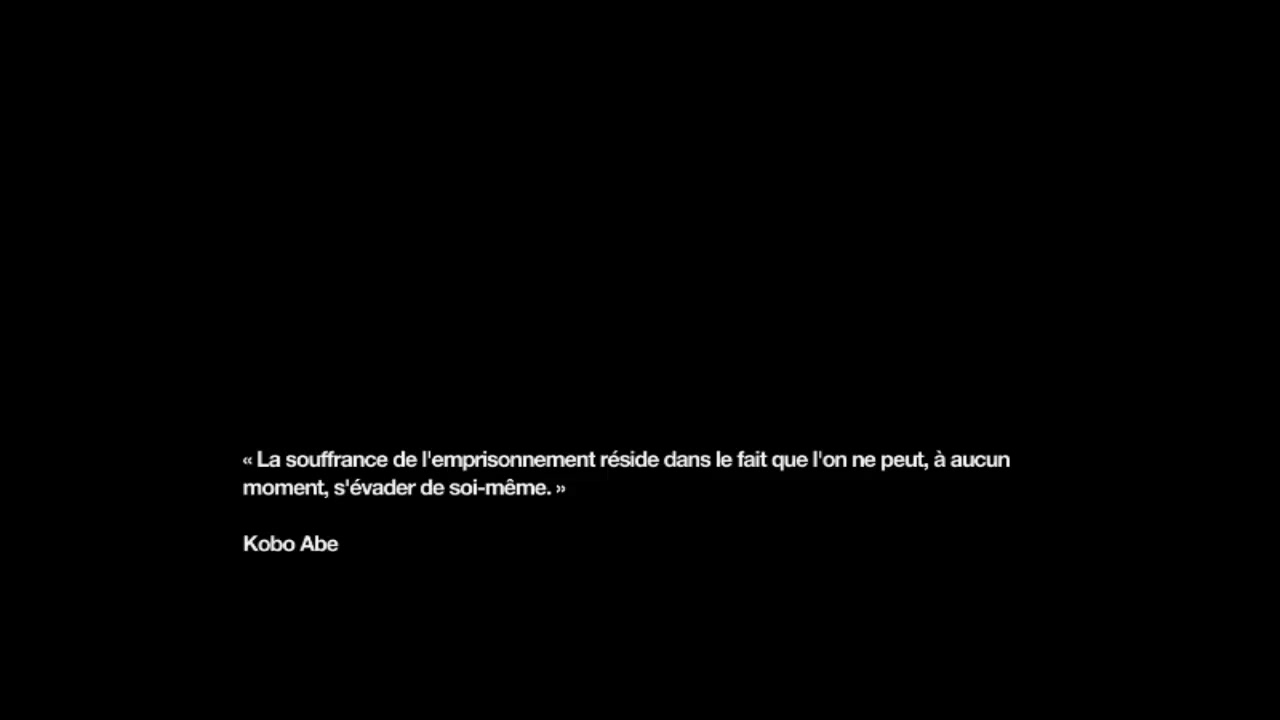 « La souffrance de l'emprisonnement réside dans le fait que l'on ne peut, à aucun
moment, s'évader de soi-même. »
Kobo Abe